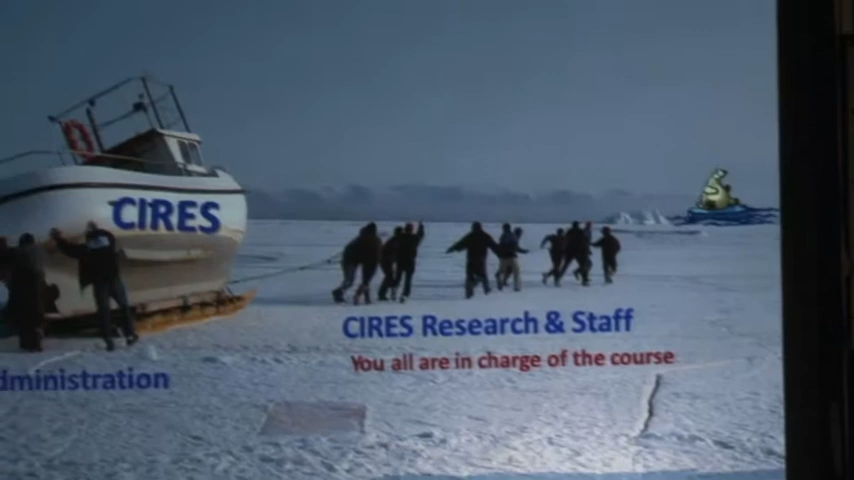 CIRES
CIRES Research & Staff
You all are in charge of the course
dministration